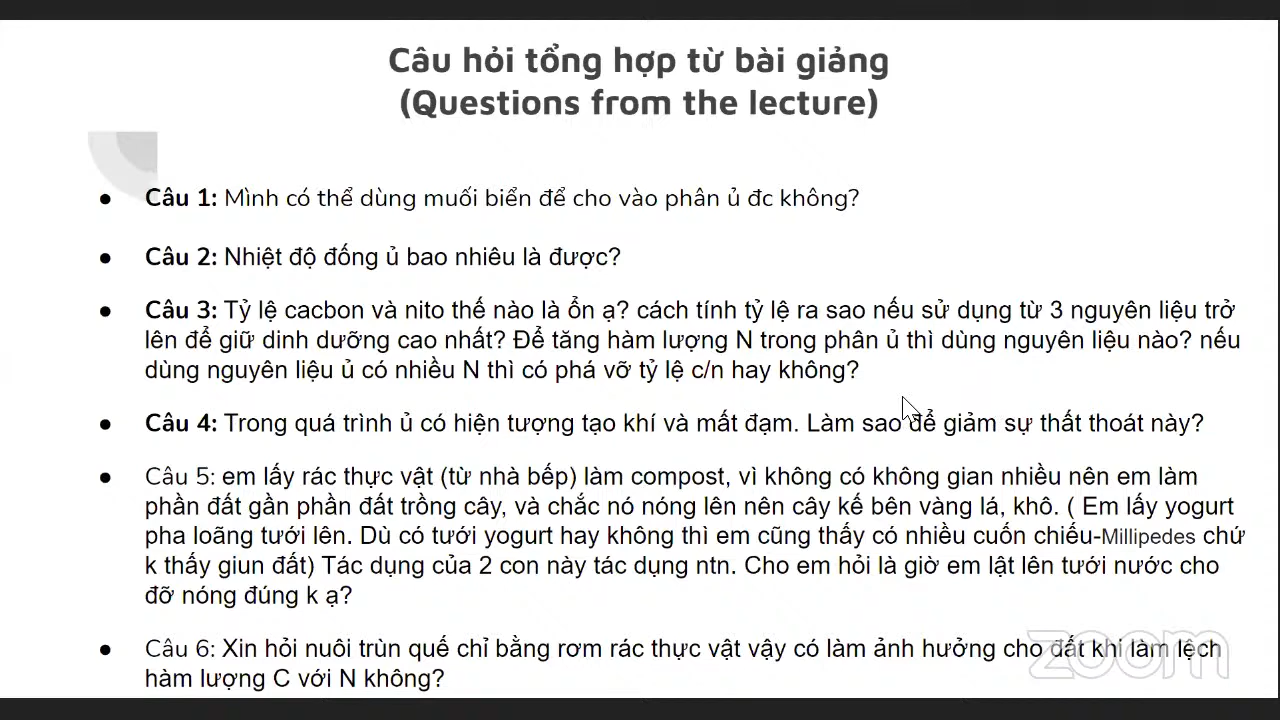 Câu hỏi tổng hợp từ bài giảng
(Questions from the lecture)
● Câu 1: Mình có thể dùng muối biển để cho vào phân ủ đc không?
● Câu 2: Nhiệt độ đống ủ bao nhiêu là được?
● Câu 3: Tỷ lệ cacbon và nito thế nào là ổn ạ? cách tính tỷ lệ ra sao nếu sử dụng từ 3 nguyên liệu trở
lên để giữ dinh dưỡng cao nhất? Để tăng hàm lượng N trong phân ủ thì dùng nguyên liệu nào? nếu
dùng nguyên liệu ủ có nhiều N thì có phá vỡ tỷ lệ c/n hay không?
● Câu 4: Trong quá trình ủ có hiện tượng tạo khí và mất đạm. Làm sao để giảm sự thất thoát này?
● Câu 5: em lấy rác thực vật (từ nhà bếp) làm compost, vì không có không gian nhiều nên em làm
phần đất gần phần đất trồng cây, và chắc nó nóng lên nên cây kế bên vàng lá, khô. ( Em lấy yogurt
pha loãng tưới lên. Dù có tưới yogurt hay không thì em cũng thấy có nhiều cuốn chiếu-Millipedes chứ
k thấy giun đất) Tác dụng của 2 con này tác dụng ntn. Cho em hỏi là giờ em lật lên tưới nước cho
đỡ nóng đúng k ạ?
● Câu 6: Xin hỏi nuôi trùn quế chỉ bằng rơm rác thực vật vậy có làm ảnh hưởng cho đất khi làm lệch
hàm lượng C với N không?
zoom